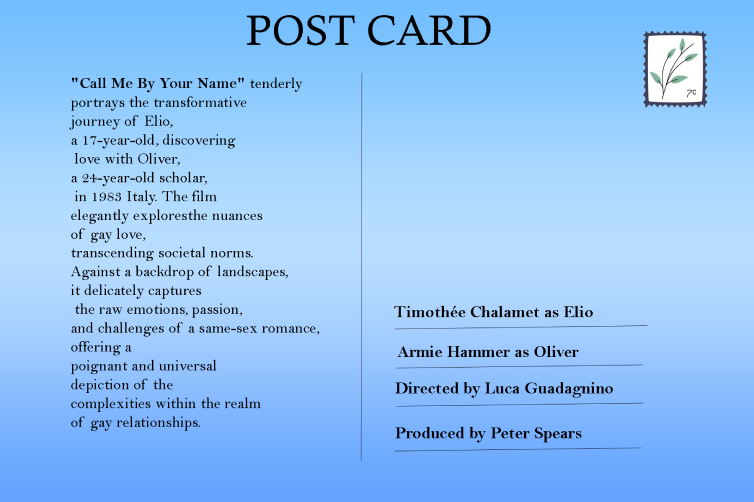 POST CARD
7c
"Call Me By Your Name" tenderly
portrays the transformative
journey of Elio,
a 17-year-old, discovering
love with Oliver,
a 24-year-old scholar,
in 1983 Italy. The film
elegantly exploresthe nuances
of gay love,
transcending societal norms.
Against a backdrop of landscapes,
it delicately captures
the raw emotions, passion,
and challenges of a same-sex romance,
offering a
poignant and universal
depiction of the
complexities within the realm
of gay relationships.
Timothée Chalamet as Elio
Armie Hammer as Oliver
Directed by Luca Guadagnino
Produced by Peter Spears